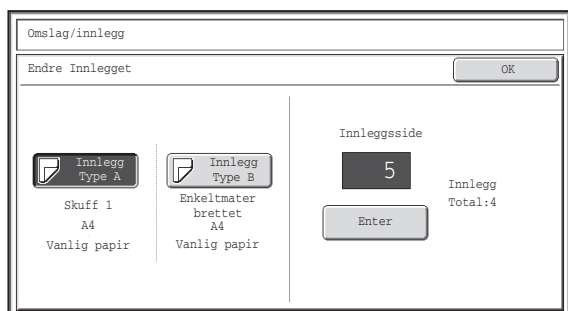 Omslag/innlegg
Endre Innlegget
OK
Innlegg
Type A
Skuff 1
A4
Vanlig papir
Innlegg
Type B
Enkeltmater
brettet
A4
Vanlig papir
Innleggsside
5
Enter
Innlegg
Total:4